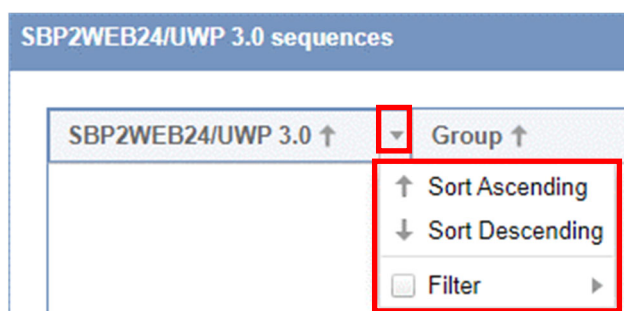 SBP2WEB24/UWP 3.0 sequences
SBP2WEB24/UWP 3.0 ↑ Group ↑
↑ Sort Ascending
↓ Sort Descending
Filter